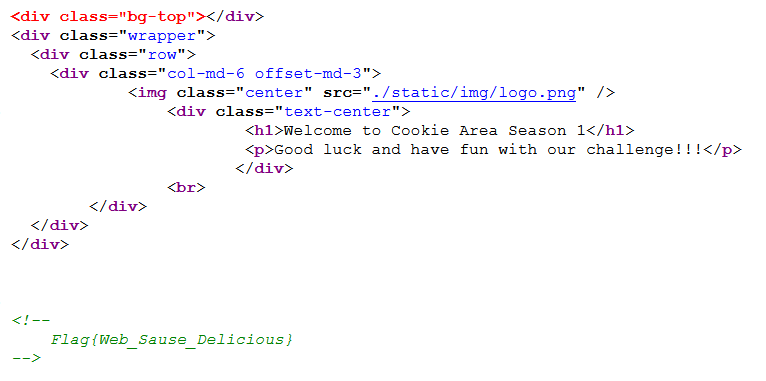 <div class="bg-top"></div>
<div class="wrapper">
<div class="row">
<div class="col-md-6 offset-md-3">
<img class="center" src="./static/img/logo.png" />
<div class="text-center">
<h1>Welcome to Cookie Area Season 1</h1>
<p>Good luck and have fun with our challenge!!!</p>
</div>
<br>
</div>
</div>
</div>
<!--
Flag{Web_Sause_Delicious}
-->